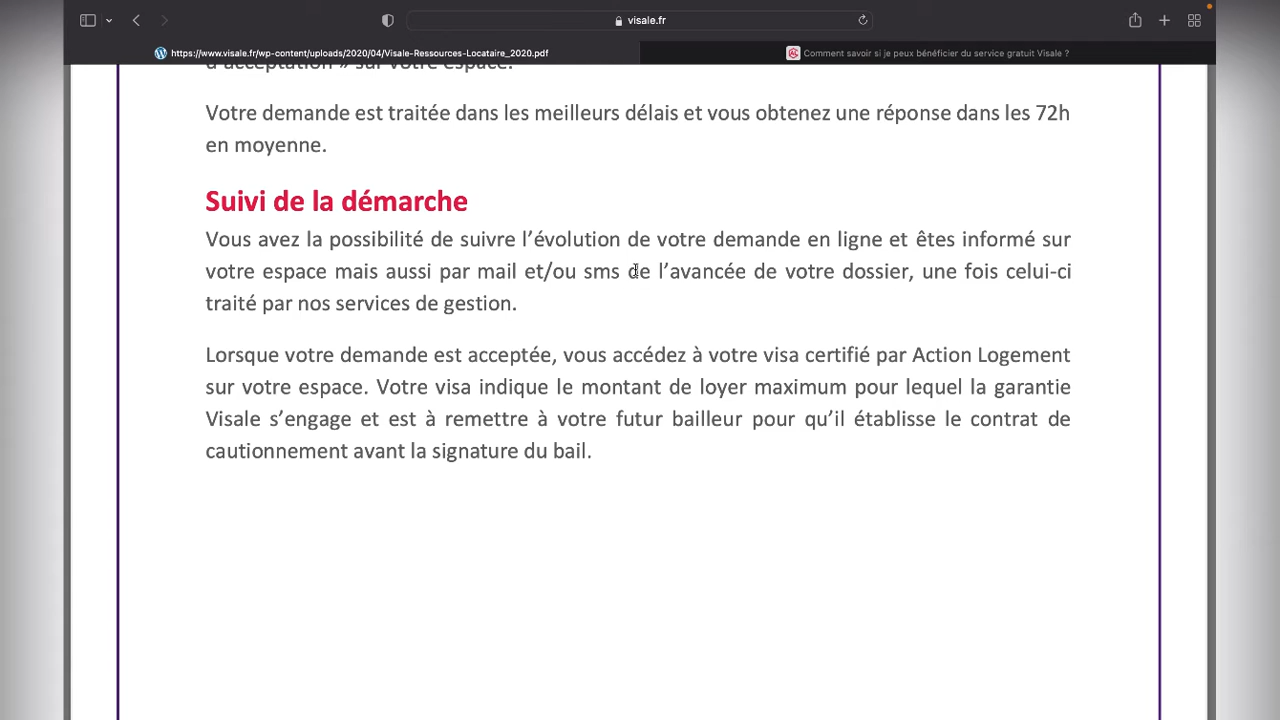 visale.fr
https://www.visale.fr/wp-content/uploads/2020/04/Visale-Ressources-Locataire_2020.pdf
Comment savoir si je peux bénéficier du service gratuit Visale ?
d'acceptation » sur votre espace.
Votre demande est traitée dans les meilleurs délais et vous obtenez une réponse dans les 72h
en moyenne.
Suivi de la démarche
Vous avez la possibilité de suivre l’évolution de votre demande en ligne et êtes informé sur
votre espace mais aussi par mail et/ou sms de l’avancée de votre dossier, une fois celui-ci
traité par nos services de gestion.
Lorsque votre demande est acceptée, vous accédez à votre visa certifié par Action Logement
sur votre espace. Votre visa indique le montant de loyer maximum pour lequel la garantie
Visale s’engage et est à remettre à votre futur bailleur pour qu’il établisse le contrat de
cautionnement avant la signature du bail.